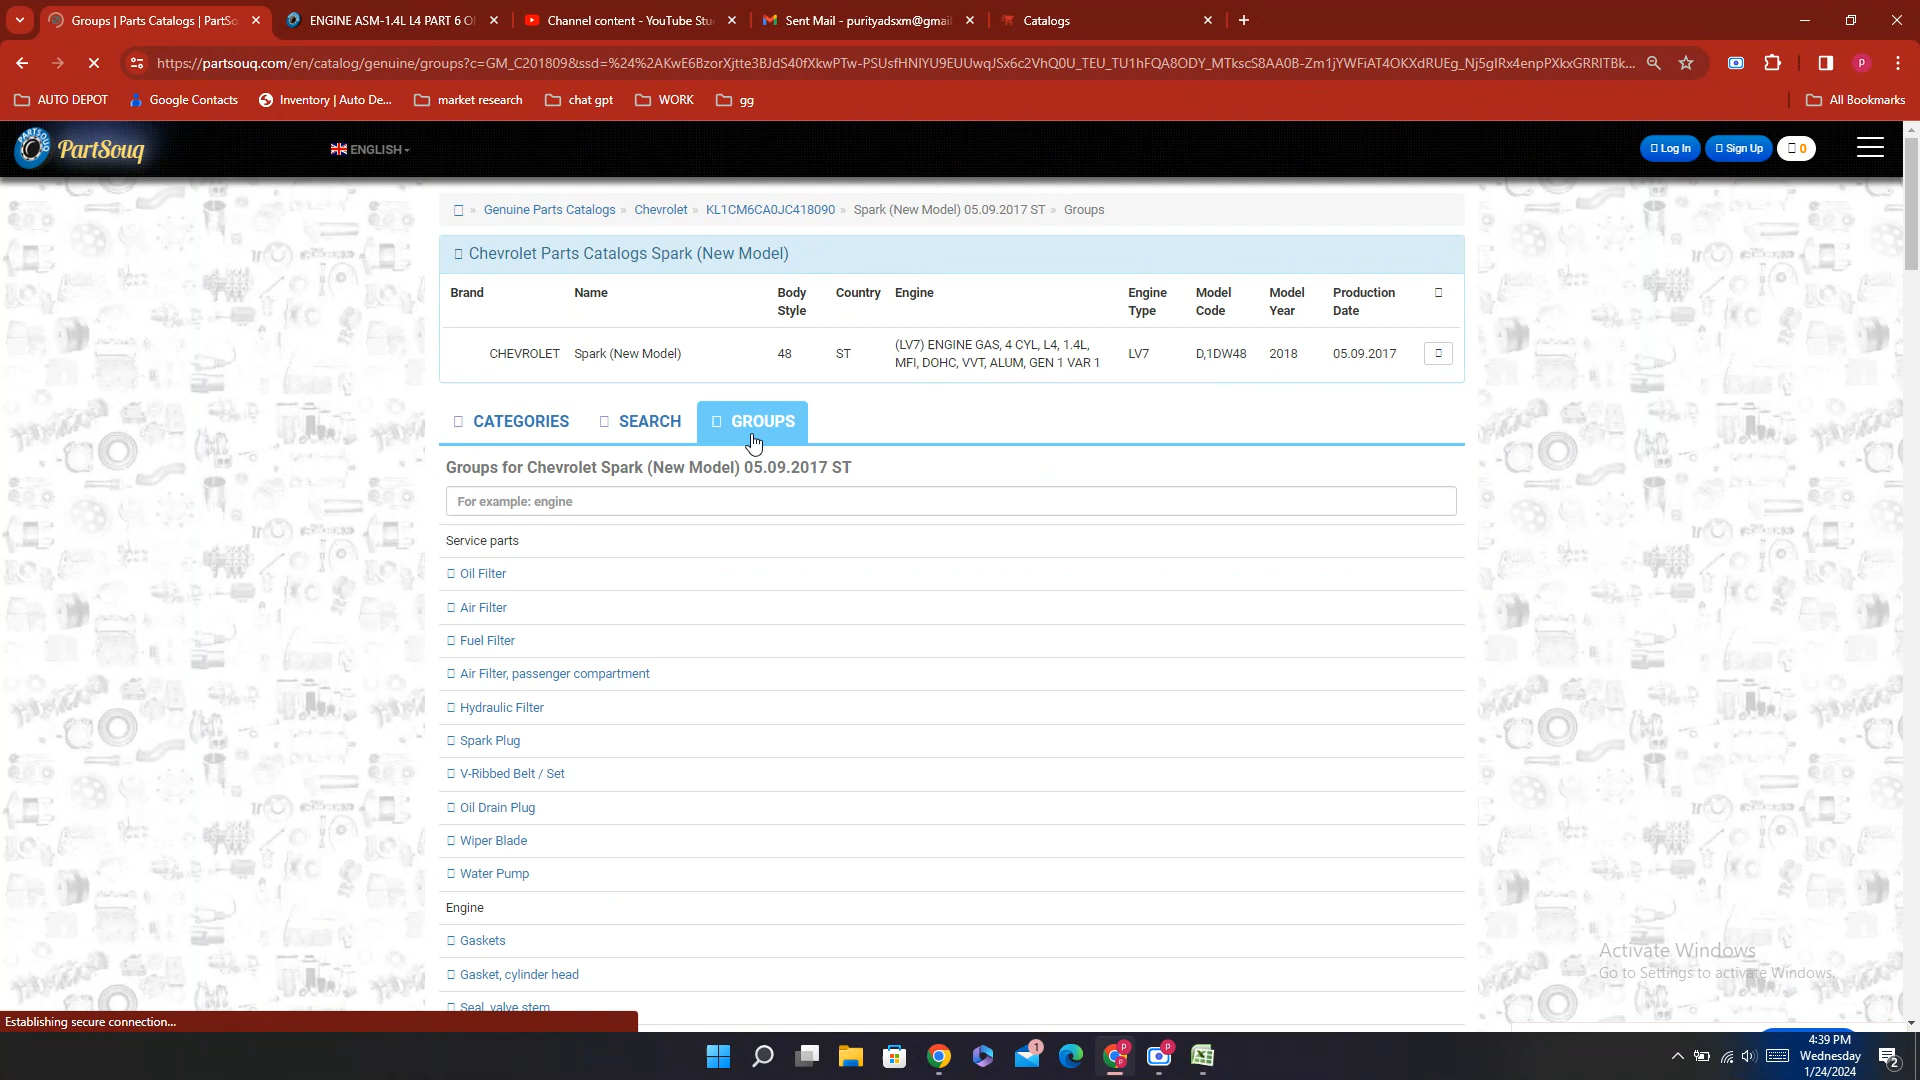 Groups | Parts Catalogs | PartSo
ENGINE ASM-1.4L L4 PART 6 O
Channel content - YouTube Stu
Sent Mail - purityadsxm@gmail
Catalogs
https://partsouq.com/en/catalog/genuine/groups?c=GM_C201809&ssd=%24%2AKwE6BzorXjtte3BJdS40fXkwPTw-PSUsfHNlYU9EUUwqJSx6c2VhQ0U_TEU_TU1hFQA8ODY_MTkscS8AA0B-Zm1jYWFiAT4OKXdRUEg_Nj5gIRx4enpPXkxGRRITBk...
AUTO DEPOT
Google Contacts
Inventory | Auto De...
market research
chat gpt
WORK
gg
All Bookmarks
PARTSOUQ
PartSouq
ENGLISH
Log In
Sign Up
0
» Genuine Parts Catalogs » Chevrolet » KL1CM6CA0JC418090 » Spark (New Model) 05.09.2017 ST » Groups
Chevrolet Parts Catalogs Spark (New Model)
Brand Name Body Style Country Engine Engine Type Model Code Model Year Production Date
CHEVROLET Spark (New Model) 48 ST (LV7) ENGINE GAS, 4 CYL, L4, 1.4L, MFI, DOHC, VVT, ALUM, GEN 1 VAR 1 LV7 D,1DW48 2018 05.09.2017
CATEGORIES SEARCH GROUPS
Groups for Chevrolet Spark (New Model) 05.09.2017 ST
For example: engine
Service parts
Oil Filter
Air Filter
Fuel Filter
Air Filter, passenger compartment
Hydraulic Filter
Spark Plug
V-Ribbed Belt / Set
Oil Drain Plug
Wiper Blade
Water Pump
Engine
Gaskets
Gasket, cylinder head
Seal, valve stem
Activate Windows
Go to Settings to activate Windows.
Establishing secure connection...
1
P
P
4:39 PM
Wednesday
1/24/2024
2